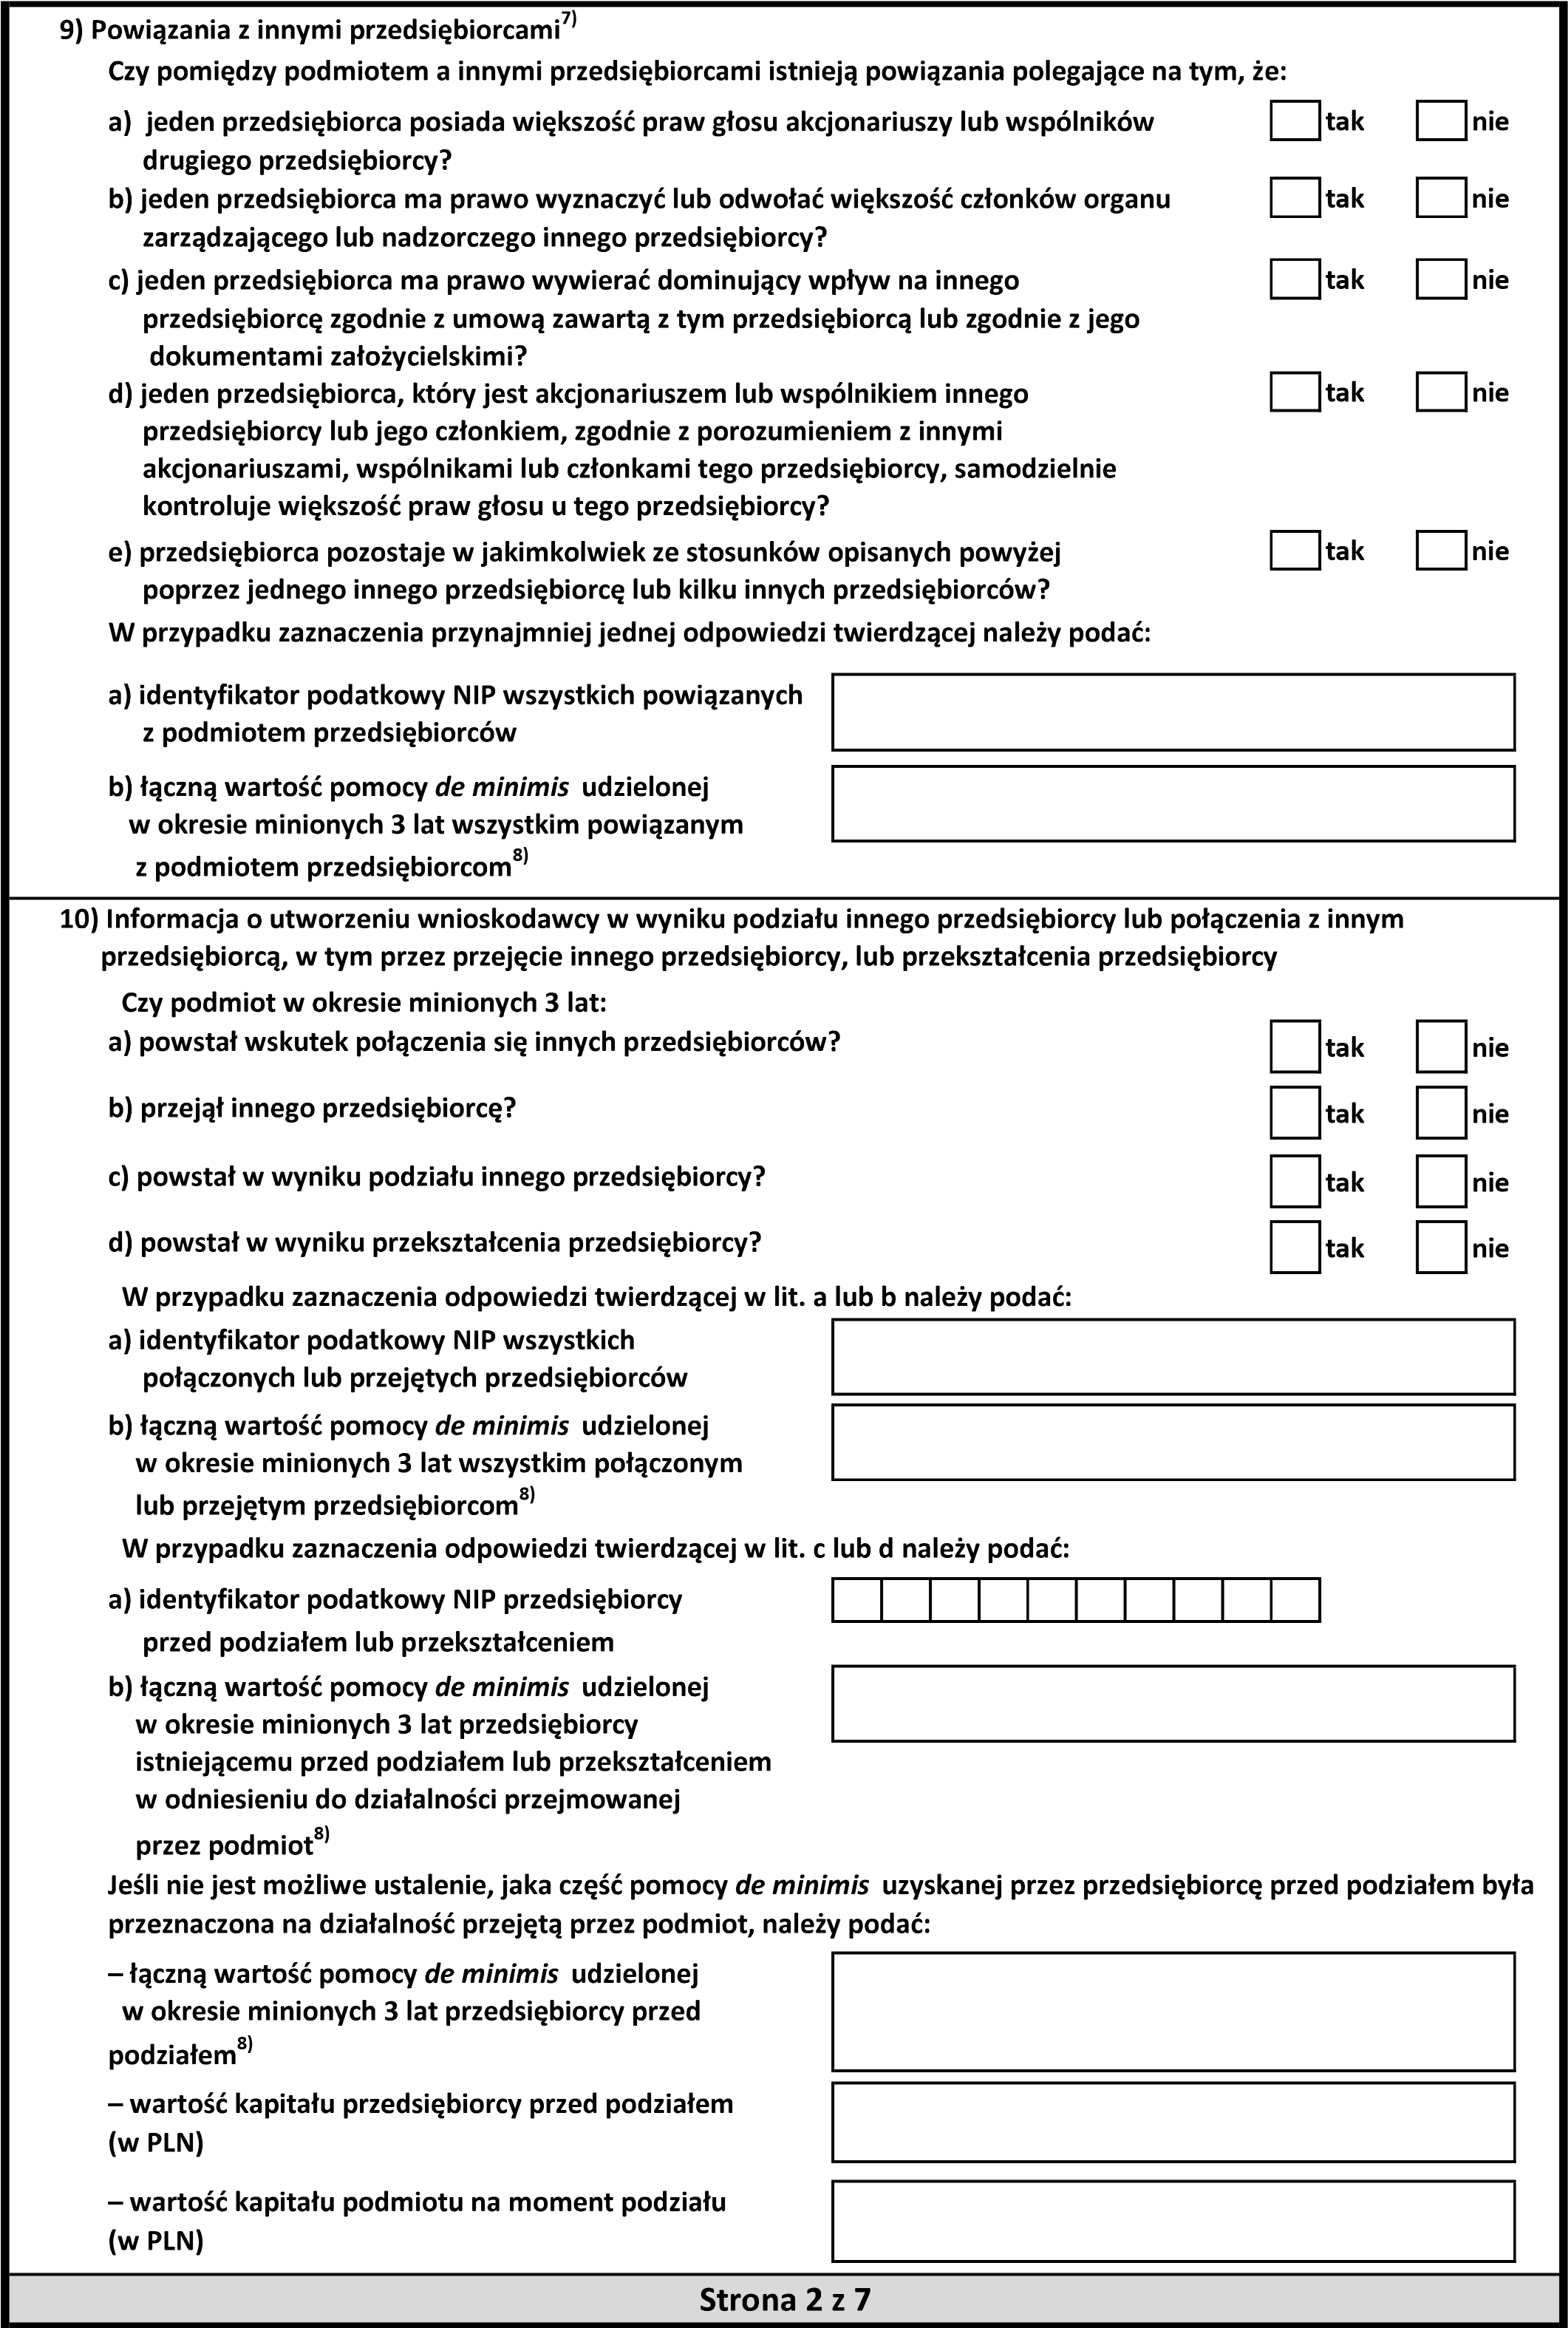 9) Powiązania z innymi przedsiębiorcami7)
Czy pomiędzy podmiotem a innymi przedsiębiorcami istnieją powiązania polegające na tym, że:
a) jeden przedsiębiorca posiada większość praw głosu akcjonariuszy lub wspólników tak nie
drugiego przedsiębiorcy?
b) jeden przedsiębiorca ma prawo wyznaczyć lub odwołać większość członków organu tak nie
zarządzającego lub nadzorczego innego przedsiębiorcy?
c) jeden przedsiębiorca ma prawo wywierać dominujący wpływ na innego tak nie
przedsiębiorcę zgodnie z umową zawartą z tym przedsiębiorcą lub zgodnie z jego
dokumentami założycielskimi?
d) jeden przedsiębiorca, który jest akcjonariuszem lub wspólnikiem innego tak nie
przedsiębiorcy lub jego członkiem, zgodnie z porozumieniem z innymi
akcjonariuszami, wspólnikami lub członkami tego przedsiębiorcy, samodzielnie
kontroluje większość praw głosu u tego przedsiębiorcy?
e) przedsiębiorca pozostaje w jakimkolwiek ze stosunków opisanych powyżej tak nie
poprzez jednego innego przedsiębiorcę lub kilku innych przedsiębiorców?
W przypadku zaznaczenia przynajmniej jednej odpowiedzi twierdzącej należy podać:
a) identyfikator podatkowy NIP wszystkich powiązanych
z podmiotem przedsiębiorców
b) łączną wartość pomocy de minimis udzielonej
w okresie minionych 3 lat wszystkim powiązanym
z podmiotem przedsiębiorcom8)
10) Informacja o utworzeniu wnioskodawcy w wyniku podziału innego przedsiębiorcy lub połączenia z innym
przedsiębiorcą, w tym przez przejęcie innego przedsiębiorcy, lub przekształcenia przedsiębiorcy
Czy podmiot w okresie minionych 3 lat:
a) powstał wskutek połączenia się innych przedsiębiorców? tak nie
b) przejął innego przedsiębiorcę? tak nie
c) powstał w wyniku podziału innego przedsiębiorcy? tak nie
d) powstał w wyniku przekształcenia przedsiębiorcy? tak nie
W przypadku zaznaczenia odpowiedzi twierdzącej w lit. a lub b należy podać:
a) identyfikator podatkowy NIP wszystkich
połączonych lub przejętych przedsiębiorców
b) łączną wartość pomocy de minimis udzielonej
w okresie minionych 3 lat wszystkim połączonym
lub przejętym przedsiębiorcom8)
W przypadku zaznaczenia odpowiedzi twierdzącej w lit. c lub d należy podać:
a) identyfikator podatkowy NIP przedsiębiorcy
przed podziałem lub przekształceniem
b) łączną wartość pomocy de minimis udzielonej
w okresie minionych 3 lat przedsiębiorcy
istniejącemu przed podziałem lub przekształceniem
w odniesieniu do działalności przejmowanej
przez podmiot8)
Jeśli nie jest możliwe ustalenie, jaka część pomocy de minimis uzyskanej przez przedsiębiorcę przed podziałem była
przeznaczona na działalność przejętą przez podmiot, należy podać:
– łączną wartość pomocy de minimis udzielonej
w okresie minionych 3 lat przedsiębiorcy przed
podziałem8)
– wartość kapitału przedsiębiorcy przed podziałem
(w PLN)
– wartość kapitału podmiotu na moment podziału
(w PLN)
Strona 2 z 7